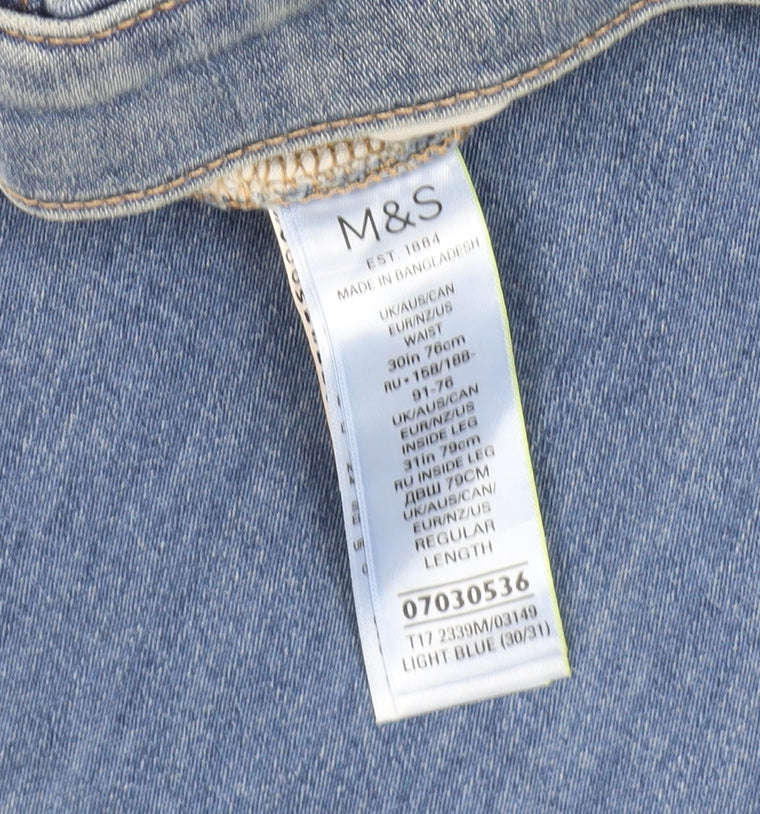 M&S
EST. 1884
MADE IN BANGLADESH
UK/AUS/CAN
EUR/NZ/US
WAIST
30in 76cm
RU • 158/188-
91-76
UK/AUS/CAN
EUR/NZ/US
INSIDE LEG
31in 79cm
RU INSIDE LEG
ДВШ 79СМ
UK/AUS/CAN/
EUR/NZ/US
REGULAR
LENGTH
07030536
T17 2339M/03149
LIGHT BLUE (30/31)